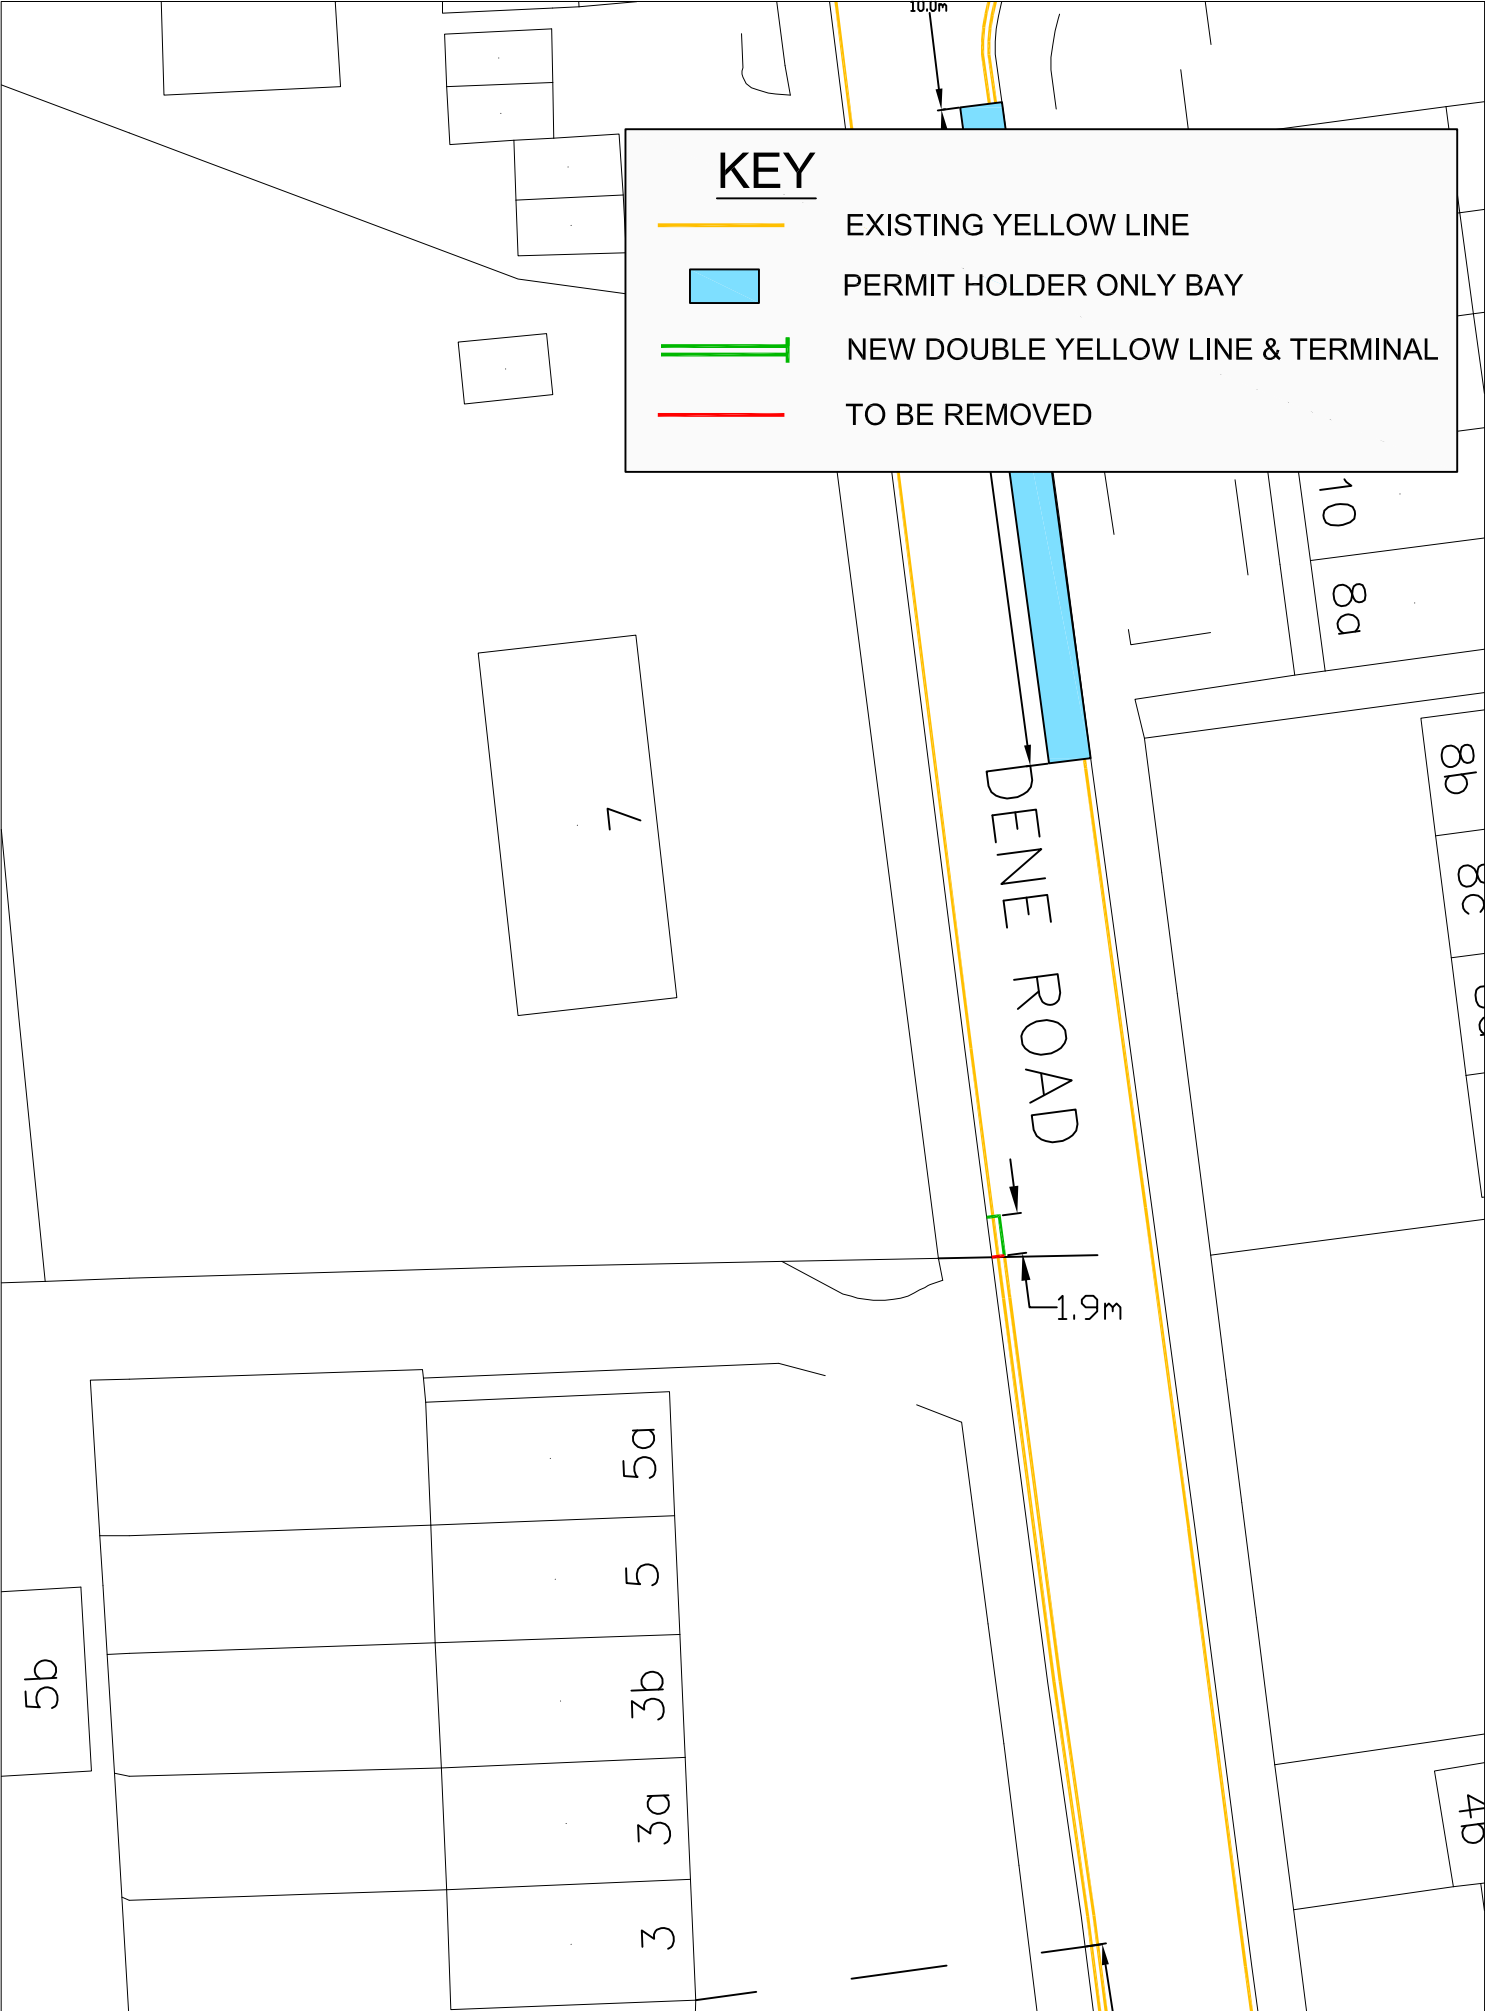 10.0m
KEY
EXISTING YELLOW LINE
PERMIT HOLDER ONLY BAY
NEW DOUBLE YELLOW LINE & TERMINAL
TO BE REMOVED
10
8a
8b
8c
7
DENE ROAD
1.9m
5a
5
5b
3b
3a
4b
3